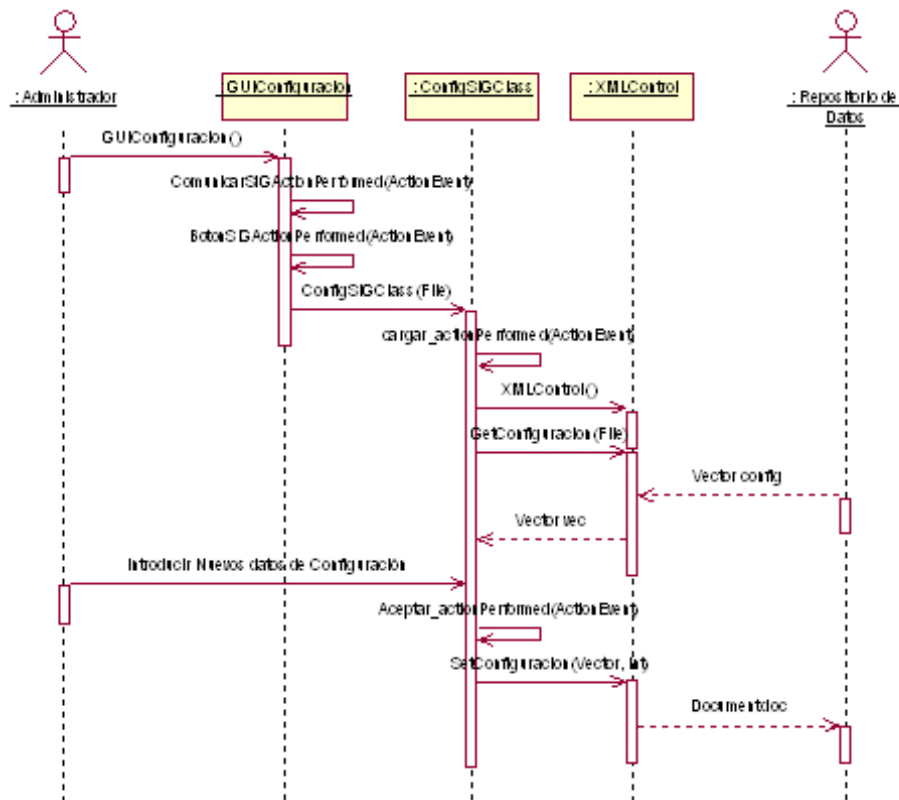 : Administrador
: GUIConfiguracion
: ConfigSIGClass
: XMLControl
: Repositorio de
Datos
GUIConfiguracion()
ComunicarSIGActionPerformed(ActionEvent)
BotonSIGActionPerformed(ActionEvent)
ConfigSIGClass (File)
cargar_actionPerformed(ActionEvent)
XMLControl()
GetConfiguracion (File)
Vector config
Vector vec
Introducir Nuevos datos de Configuración
Aceptar_actionPerformed(ActionEvent)
SetConfiguracion (Vector, int)
Document doc